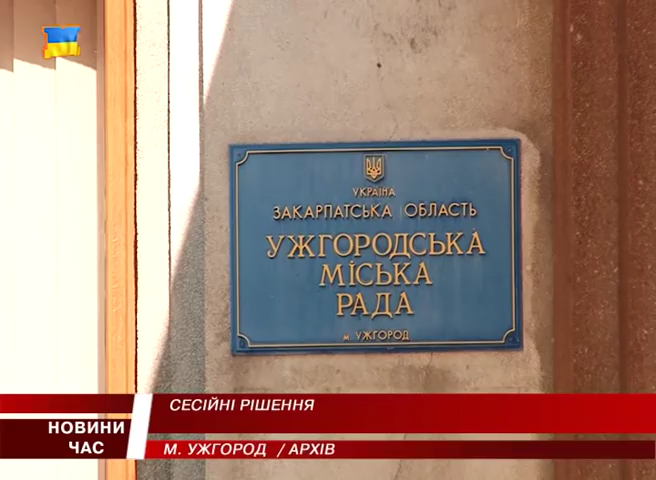 УКРАЇНА
ЗАКАРПАТСЬКА ОБЛАСТЬ
УЖГОРОДСЬКА
МІСЬКА
РАДА
м. УЖГОРОД
СЕСІЙНІ РІШЕННЯ
НОВИНИ
ЧАС
М. УЖГОРОД / АРХІВ